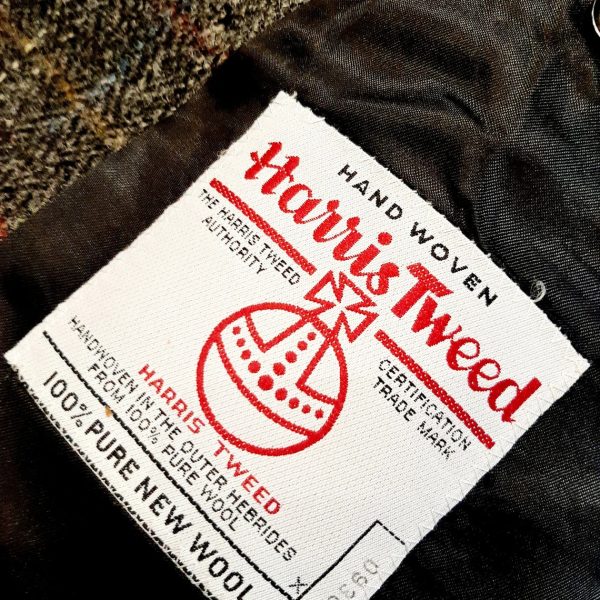 HAND WOVEN
Harris Tweed
THE HARRIS TWEED
AUTHORITY
CERTIFICATION
TRADE MARK
HARRIS TWEED
HANDWOVEN IN THE OUTER HEBRIDES
FROM 100% PURE WOOL
100% PURE NEW WOOL